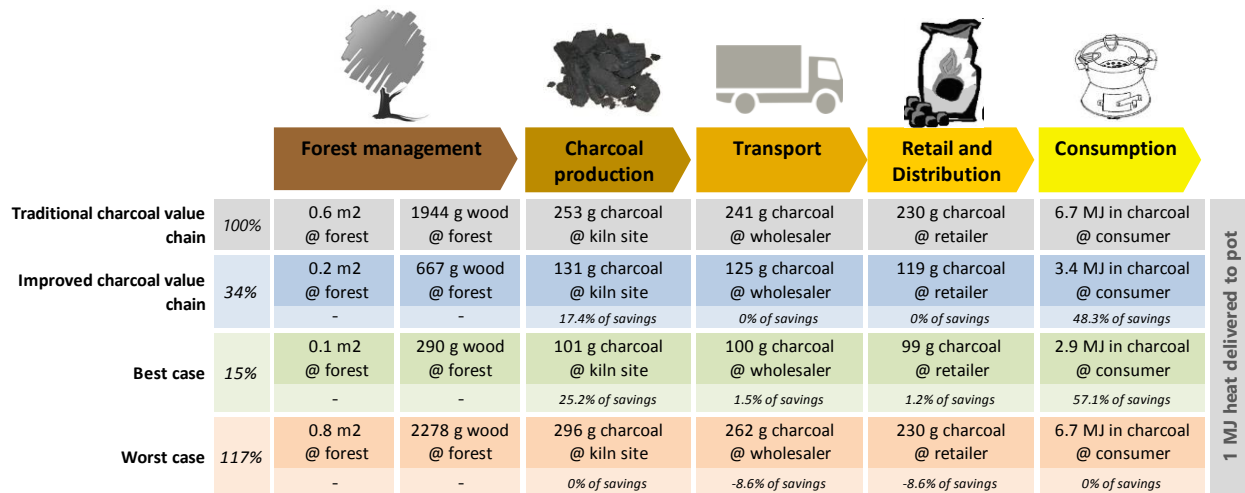 Forest management
Charcoal
production
Transport
Retail and
Distribution
Consumption
Traditional charcoal value
chain
100%
0.6 m2
@ forest
1944 g wood
@ forest
253 g charcoal
@ kiln site
241 g charcoal
@ wholesaler
230 g charcoal
@ retailer
6.7 MJ in charcoal
@ consumer
Improved charcoal value
chain
34%
0.2 m2
@ forest
667 g wood
@ forest
131 g charcoal
@ kiln site
125 g charcoal
@ wholesaler
119 g charcoal
@ retailer
3.4 MJ in charcoal
@ consumer
-
-
17.4% of savings
0% of savings
0% of savings
48.3% of savings
Best case
15%
0.1 m2
@ forest
290 g wood
@ forest
101 g charcoal
@ kiln site
100 g charcoal
@ wholesaler
99 g charcoal
@ retailer
2.9 MJ in charcoal
@ consumer
-
-
25.2% of savings
1.5% of savings
1.2% of savings
57.1% of savings
Worst case
117%
0.8 m2
@ forest
2278 g wood
@ forest
296 g charcoal
@ kiln site
262 g charcoal
@ wholesaler
230 g charcoal
@ retailer
6.7 MJ in charcoal
@ consumer
-
-
0% of savings
-8.6% of savings
-8.6% of savings
0% of savings
1 MJ heat delivered to pot